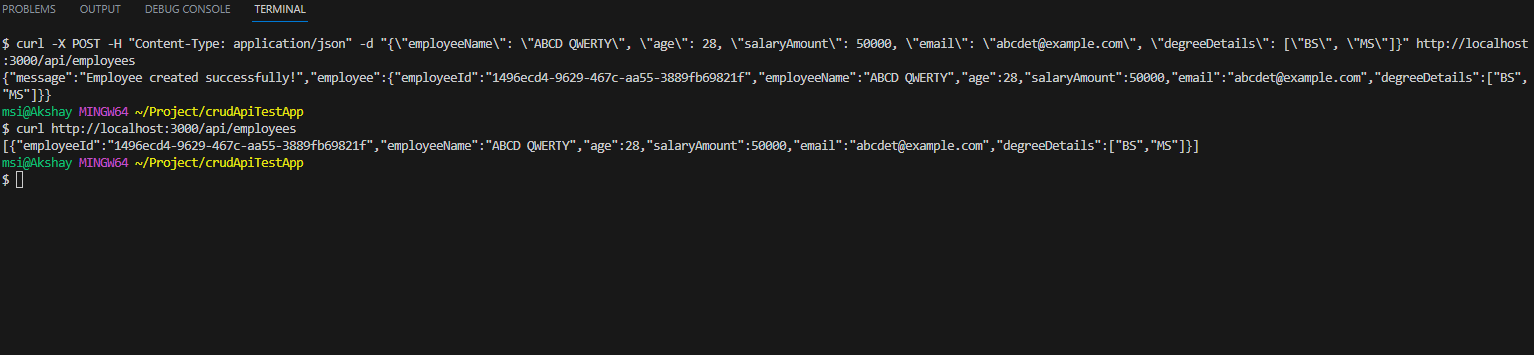 PROBLEMS OUTPUT DEBUG CONSOLE TERMINAL
$ curl -X POST -H "Content-Type: application/json" -d "{\"employeeName\": \"ABCD QWERTY\", \"age\": 28, \"salaryAmount\": 50000, \"email\": \"abcdet@example.com\", \"degreeDetails\": [\"BS\", \"MS\"]}" http://localhost
:3000/api/employees
{"message":"Employee created successfully!","employee":{"employeeId":"1496ecd4-9629-467c-aa55-3889fb69821f","employeeName":"ABCD QWERTY","age":28,"salaryAmount":50000,"email":"abcdet@example.com","degreeDetails":["BS",
"MS"]}}
msi@Akshay MINGW64 ~/Project/crudApiTestApp
$ curl http://localhost:3000/api/employees
[{"employeeId":"1496ecd4-9629-467c-aa55-3889fb69821f","employeeName":"ABCD QWERTY","age":28,"salaryAmount":50000,"email":"abcdet@example.com","degreeDetails":["BS","MS"]}]
msi@Akshay MINGW64 ~/Project/crudApiTestApp
$